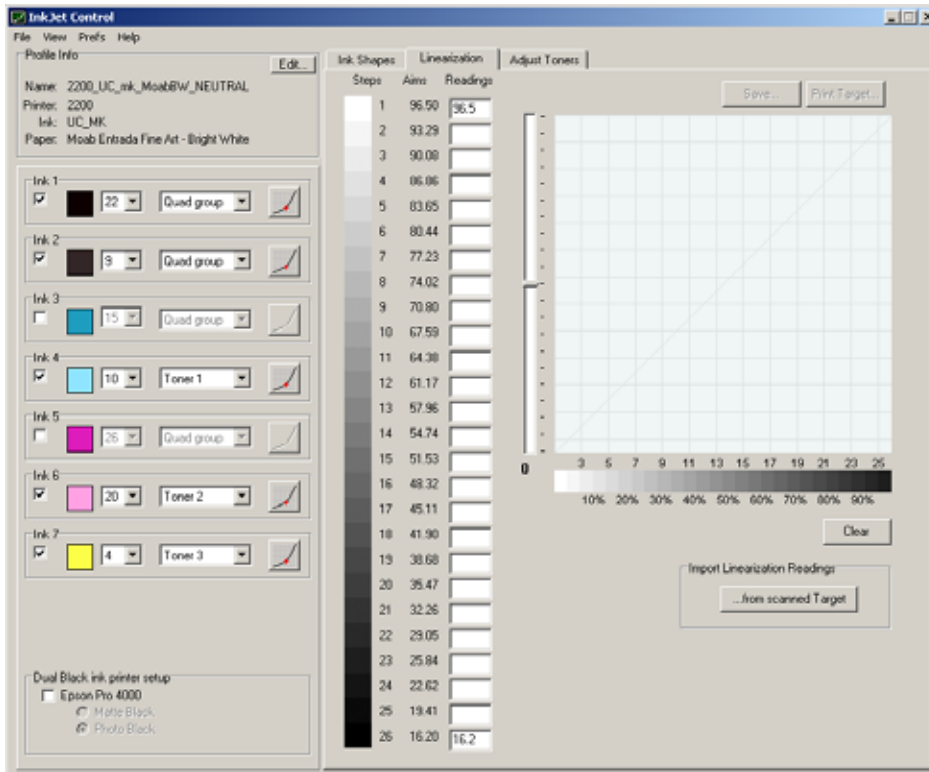 InkJet Control
File View Prefs Help
Profile Info
Edit...
Name: 2200_UC_mk_MoabBW_NEUTRAL
Printer: 2200
Ink: UC_MK
Paper: Moab Entrada Fine Art - Bright White
Ink 1
22 Quad group
Ink 2
9 Quad group
Ink 3
15 Quad group
Ink 4
10 Toner 1
Ink 5
26 Quad group
Ink 6
20 Toner 2
Ink 7
4 Toner 3
Dual Black ink printer setup
Epson Pro 4000
Matte Black
Photo Black
Ink Shapes Linearization Adjust Toners
Steps Aims Readings
1 96.50 96.5
2 93.29
3 90.08
4 86.86
5 83.65
6 80.44
7 77.23
8 74.02
9 70.80
10 67.59
11 64.38
12 61.17
13 57.96
14 54.74
15 51.53
16 48.32
17 45.11
18 41.90
19 38.68
20 35.47
21 32.26
22 29.05
23 25.84
24 22.62
25 19.41
26 16.20 16.2
Save... Print Target...
0
3 5 7 9 11 13 15 17 19 21 23 25
10% 20% 30% 40% 50% 60% 70% 80% 90%
Clear
Import Linearization Readings
...from scanned Target